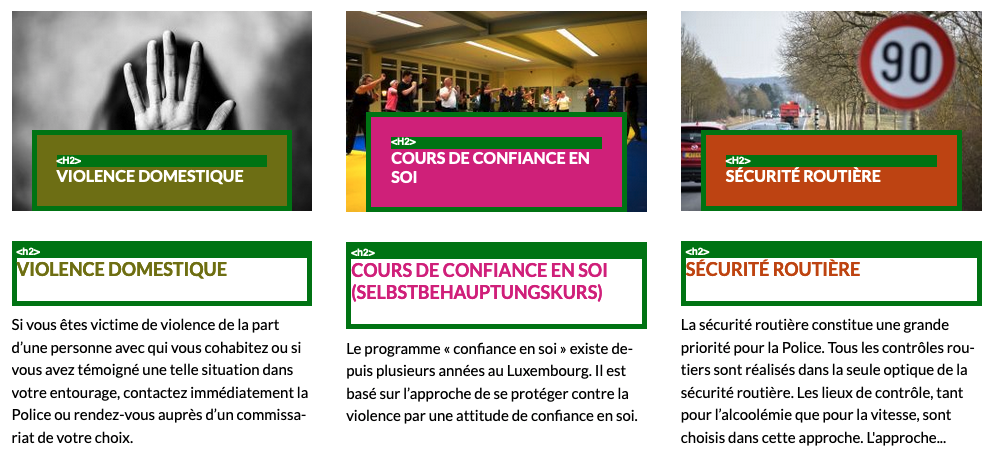 <H2>
VIOLENCE DOMESTIQUE
<h2>
VIOLENCE DOMESTIQUE
Si vous êtes victime de violence de la part
d’une personne avec qui vous cohabitez ou si
vous avez témoigné une telle situation dans
votre entourage, contactez immédiatement la
Police ou rendez-vous auprès d’un commissa-
riat de votre choix.
<H2>
COURS DE CONFIANCE EN
SOI
<h2>
COURS DE CONFIANCE EN SOI
(SELBSTBEHAUPTUNGSKURS)
Le programme « confiance en soi » existe de-
puis plusieurs années au Luxembourg. Il est
basé sur l’approche de se protéger contre la
violence par une attitude de confiance en soi.
90
<H2>
SÉCURITÉ ROUTIÈRE
<h2>
SÉCURITÉ ROUTIÈRE
La sécurité routière constitue une grande
priorité pour la Police. Tous les contrôles rou-
tiers sont réalisés dans la seule optique de la
sécurité routière. Les lieux de contrôle, tant
pour l’alcoolémie que pour la vitesse, sont
choisis dans cette approche. L’approche...